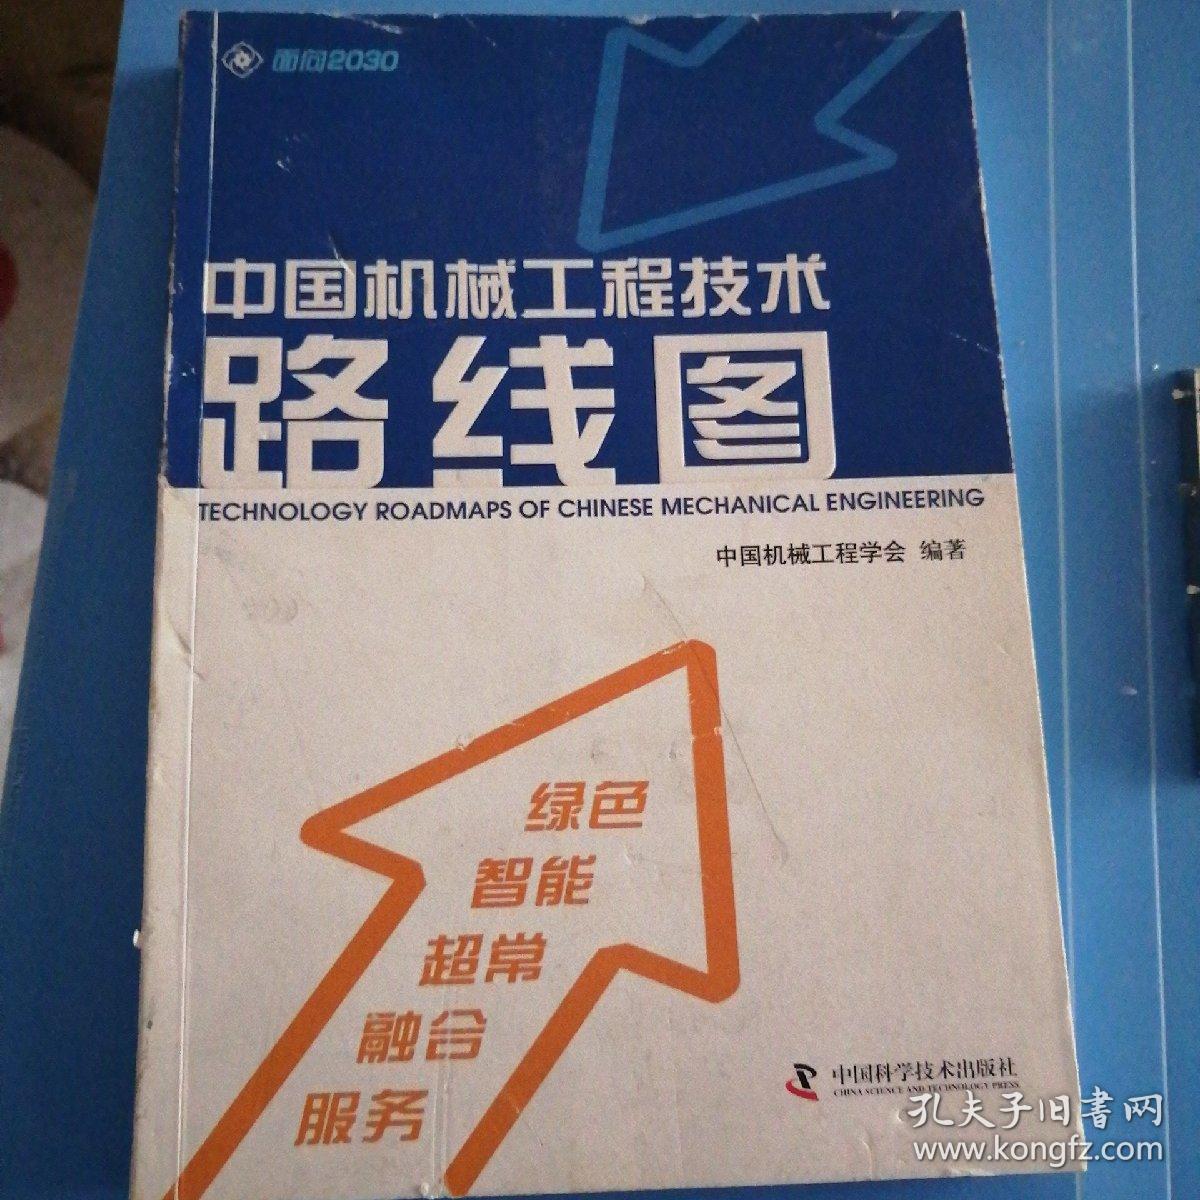 面向2030
中国机械工程技术
路线图
TECHNOLOGY ROADMAPS OF CHINESE MECHANICAL ENGINEERING
中国机械工程学会 编著
绿色
智能
超常
融合
服务
中国科学技术出版社
CHINA SCIENCE AND TECHNOLOGY PRESS
孔夫子旧书网
www.kongfz.com